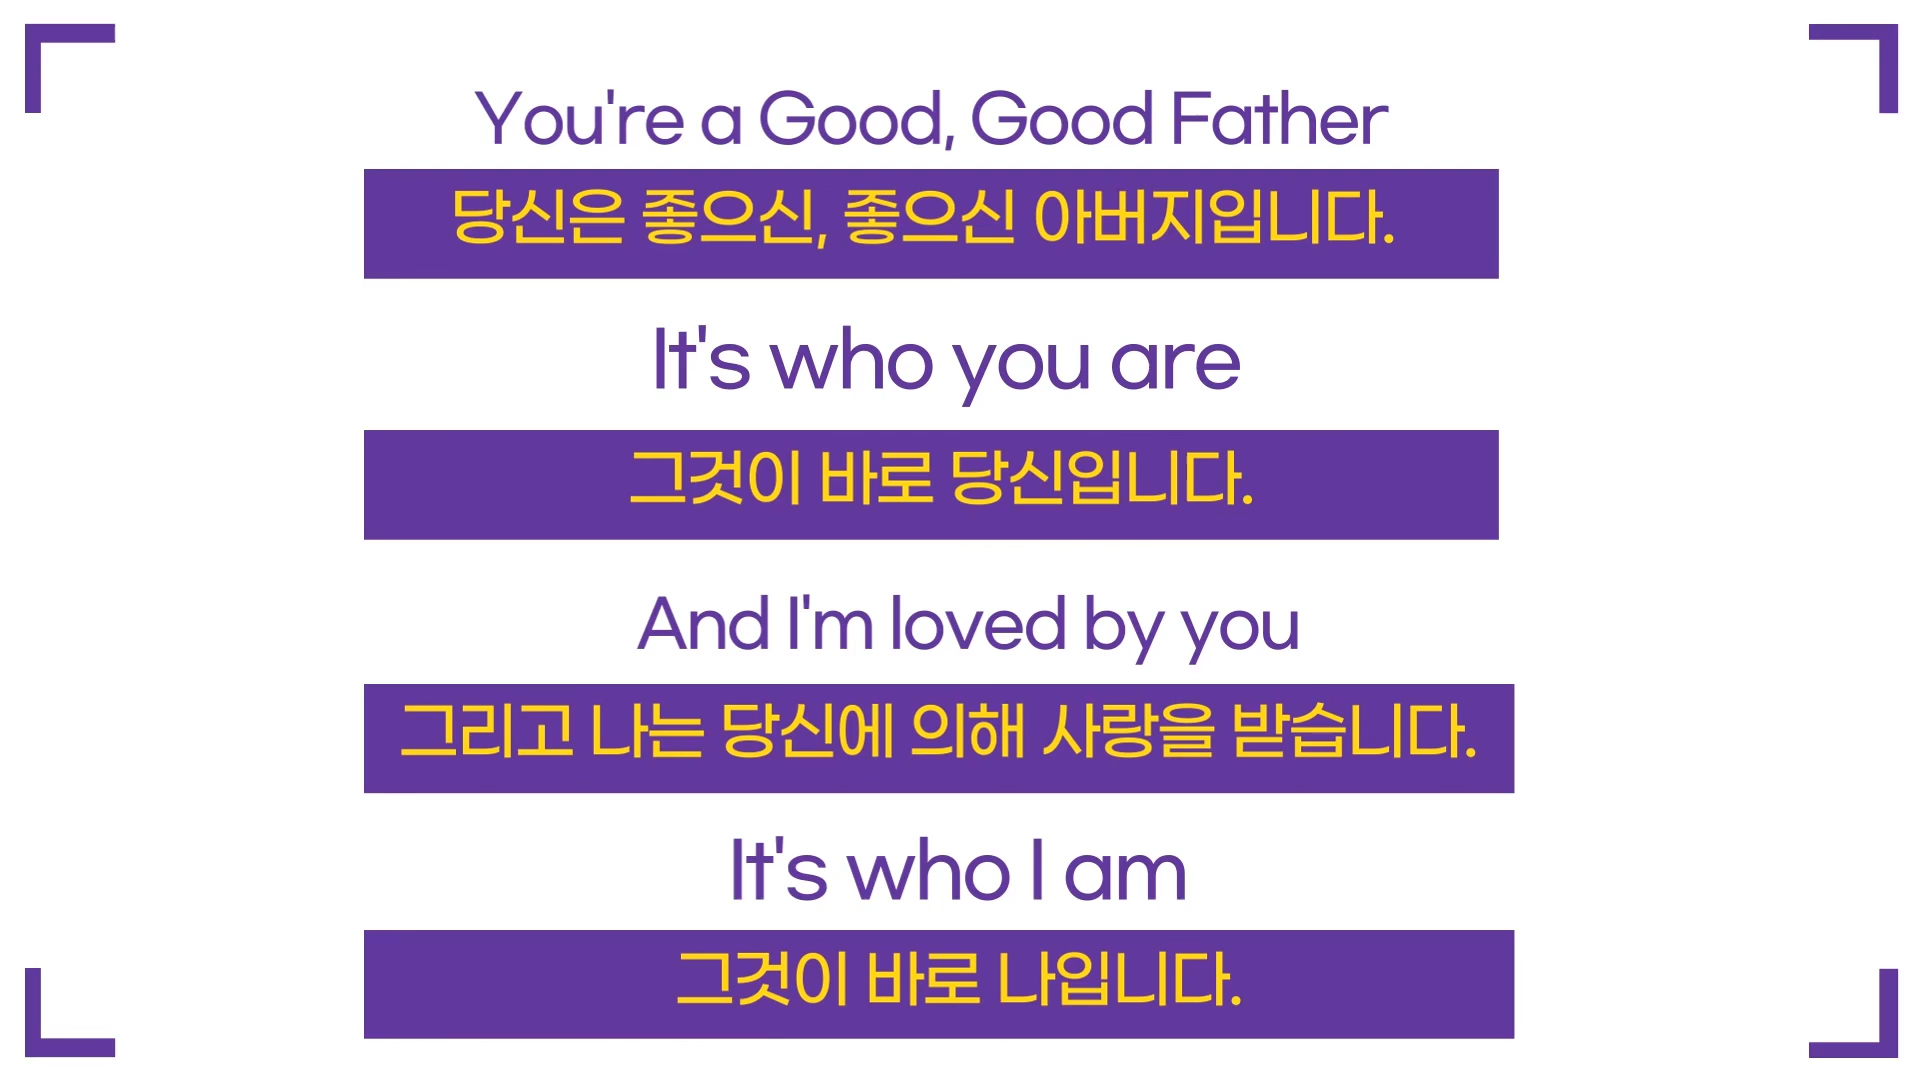 You're a Good, Good Father
당신은 좋으신, 좋으신 아버지입니다.
It's who you are
그것이 바로 당신입니다.
And I'm loved by you
그리고 나는 당신에 의해 사랑을 받습니다.
It's who I am
그것이 바로 나입니다.